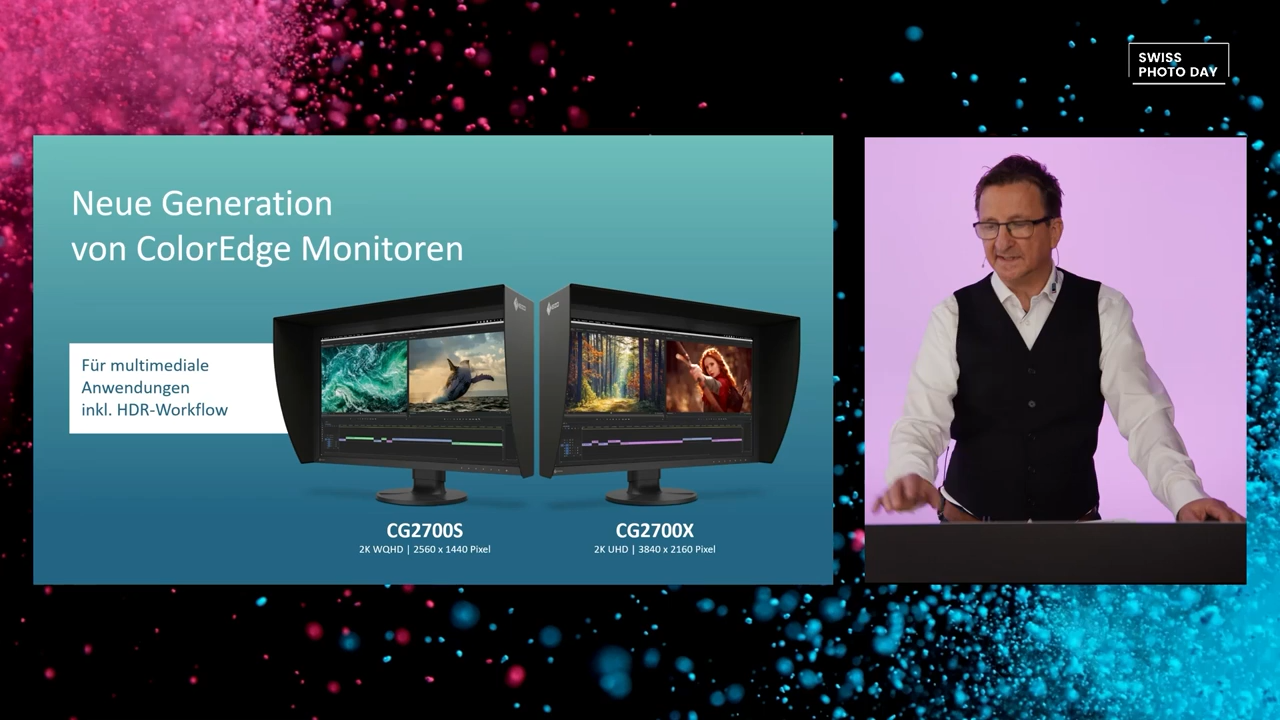 SWISS
PHOTO DAY
Neue Generation
von ColorEdge Monitoren
Für multimediale
Anwendungen
inkl. HDR-Workflow
CG2700S
2K WQHD | 2560 x 1440 Pixel
CG2700X
2K UHD | 3840 x 2160 Pixel